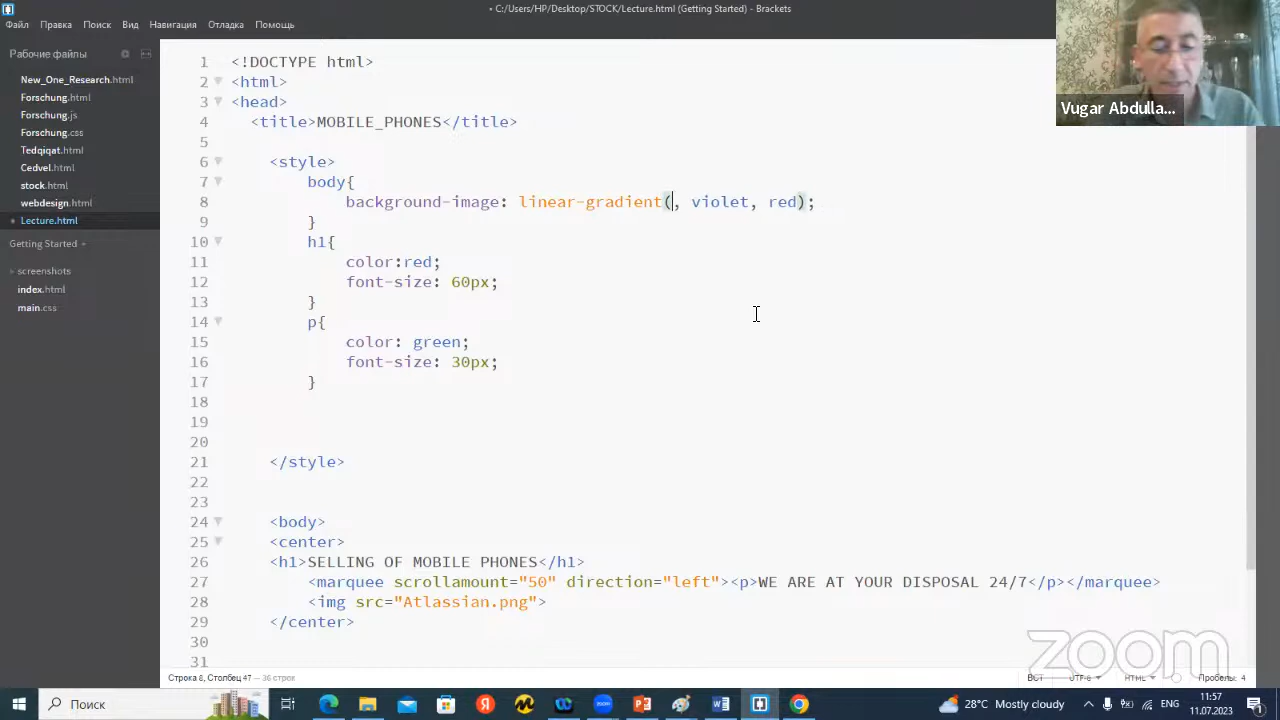 • C:/Users/HP/Desktop/STOCK/Lecture.html (Getting Started) - Brackets
Файл Правка Поиск Вид Навигация Отладка Помощь
Рабочие файлы
New_One_Research.html
Forschung.html
Forschung.js
Forschung.css
Tedqiqat.html
Cedvel.html
stock.html
webdesign.html
Lecture.html
Getting Started
screenshots
index.html
main.css
1 <!DOCTYPE html>
2 <html>
3 <head>
4 <title>MOBILE_PHONES</title>
5
6 <style>
7 body{
8 background-image: linear-gradient(, violet, red);
9 }
10 h1{
11 color:red;
12 font-size: 60px;
13 }
14 p{
15 color: green;
16 font-size: 30px;
17 }
18
19
20
21 </style>
22
23
24 <body>
25 <center>
26 <h1>SELLING OF MOBILE PHONES</h1>
27 <marquee scrollamount="50" direction="left"><p>WE ARE AT YOUR DISPOSAL 24/7</p></marquee>
28 <img src="Atlassian.png">
29 </center>
30
31
Vugar Abdulla...
zoom
Строка 8, Столбец 47 — 36 строк
ВСТ UTF-8 HTML Пробелы: 4
Поиск
28°C Mostly cloudy
ENG
11:57
11.07.2023